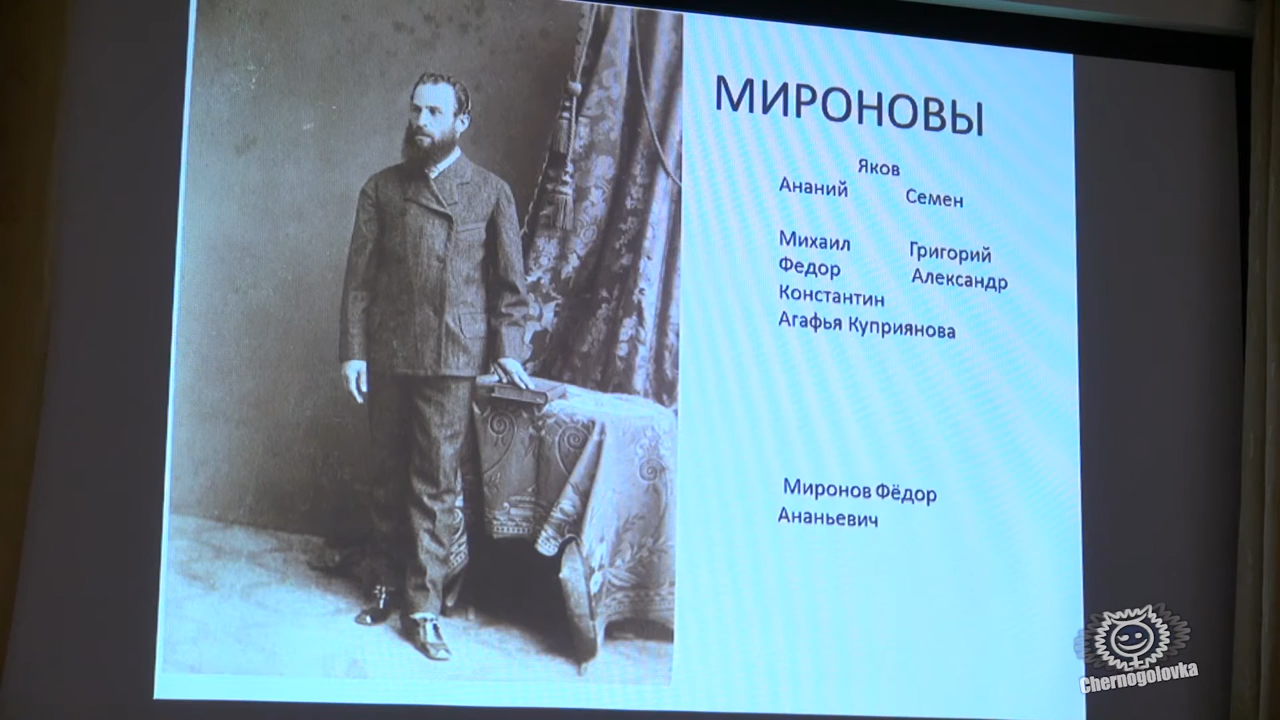 МИРОНОВЫ
Яков
Ананий Семен
Михаил Григорий
Федор Александр
Константин
Агафья Куприянова
Миронов Фёдор
Ананьевич
Chernogolovka